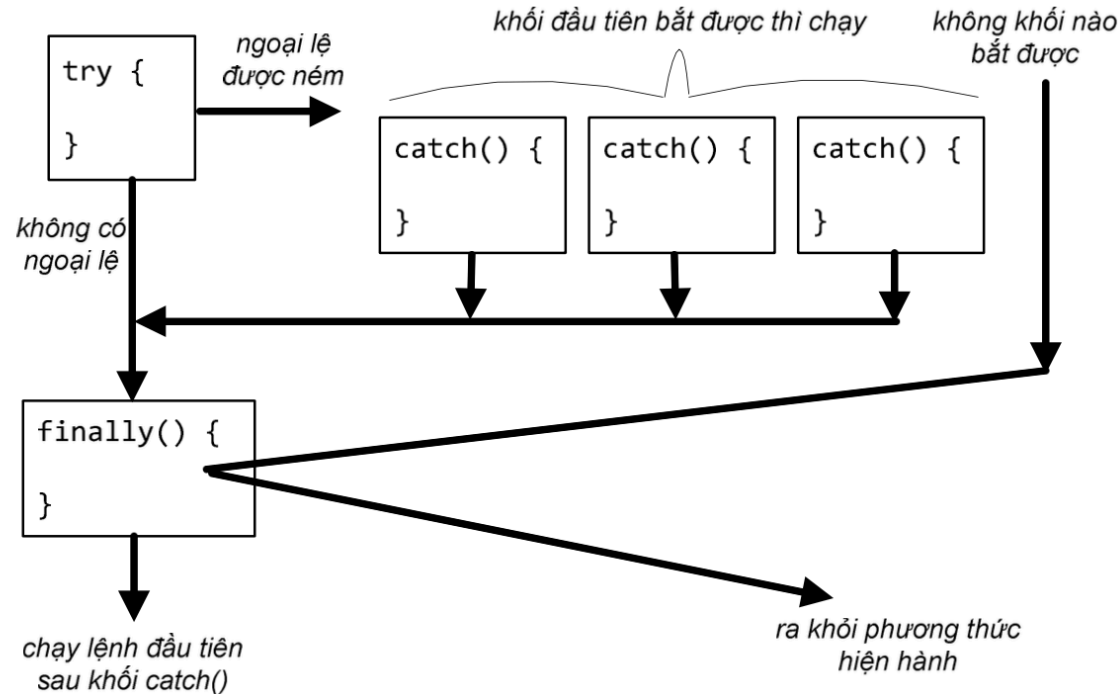 try {
}
ngoại lệ
được ném
khối đầu tiên bắt được thì chạy
không khối nào
bắt được
catch() {
}
catch() {
}
catch() {
}
không có
ngoại lệ
finally() {
}
chạy lệnh đầu tiên
sau khối catch()
ra khỏi phương thức
hiện hành